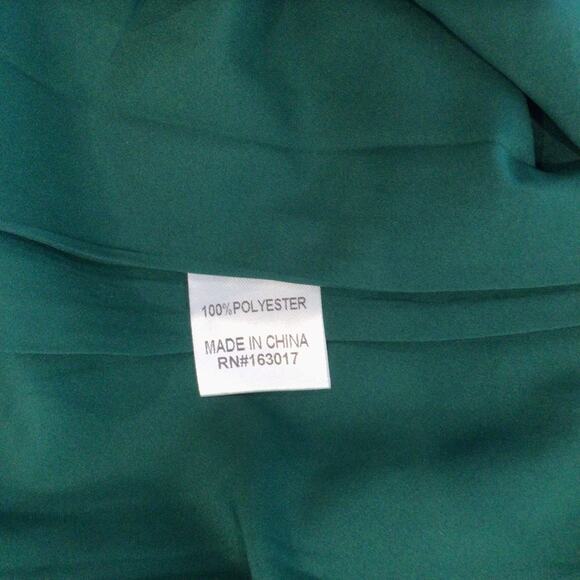 100%POLYESTER
MADE IN CHINA
RN#163017